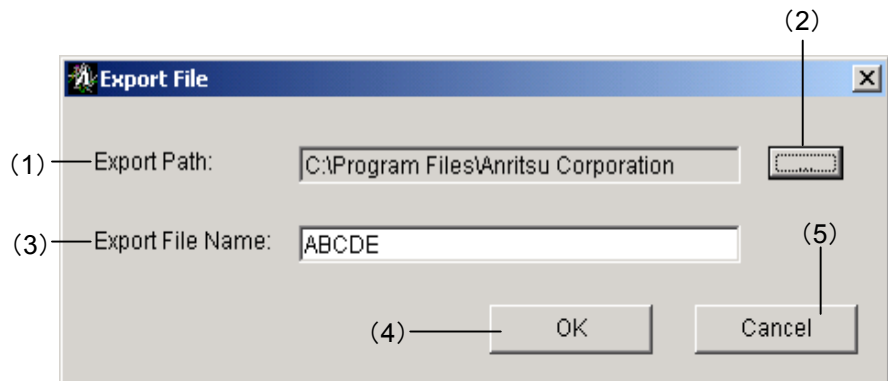 (2)
Export File
(1) Export Path: C:\Program Files\Anritsu Corporation ...
(3) Export File Name: ABCDE
(5)
(4) OK Cancel